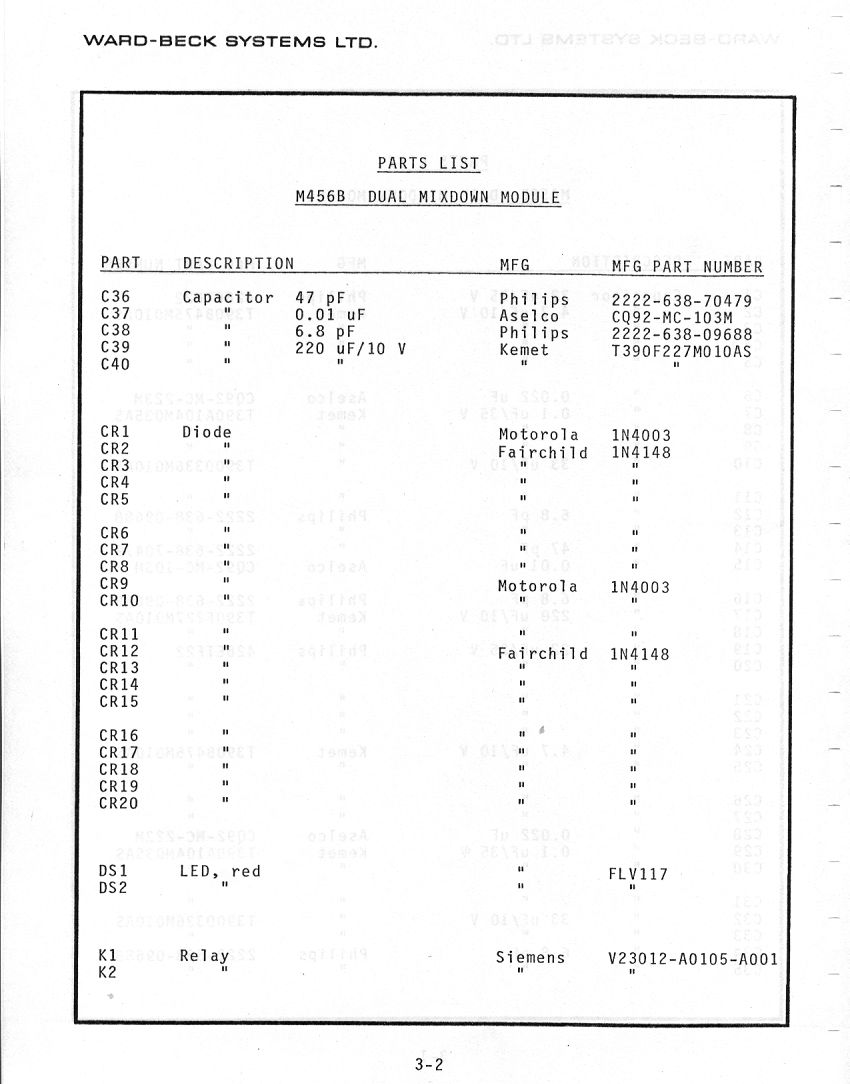 WARD-BECK SYSTEMS LTD.
PARTS LIST
M456B DUAL MIXDOWN MODULE
PART DESCRIPTION MFG MFG PART NUMBER
C36 Capacitor 47 pF Philips 2222-638-70479
C37 " 0.01 uF Aselco CQ92-MC-103M
C38 " 6.8 pF Philips 2222-638-09688
C39 " 220 uF/10 V Kemet T390F227M010AS
C40 " " " "
CR1 Diode Motorola 1N4003
CR2 " Fairchild 1N4148
CR3 " " "
CR4 " " "
CR5 " " "
CR6 " " "
CR7 " " "
CR8 " " "
CR9 " Motorola 1N4003
CR10 " " "
CR11 " " "
CR12 " Fairchild 1N4148
CR13 " " "
CR14 " " "
CR15 " " "
CR16 " " "
CR17 " " "
CR18 " " "
CR19 " " "
CR20 " " "
DS1 LED, red " FLV117
DS2 " " "
K1 Relay Siemens V23012-A0105-A001
K2 " " "
3-2